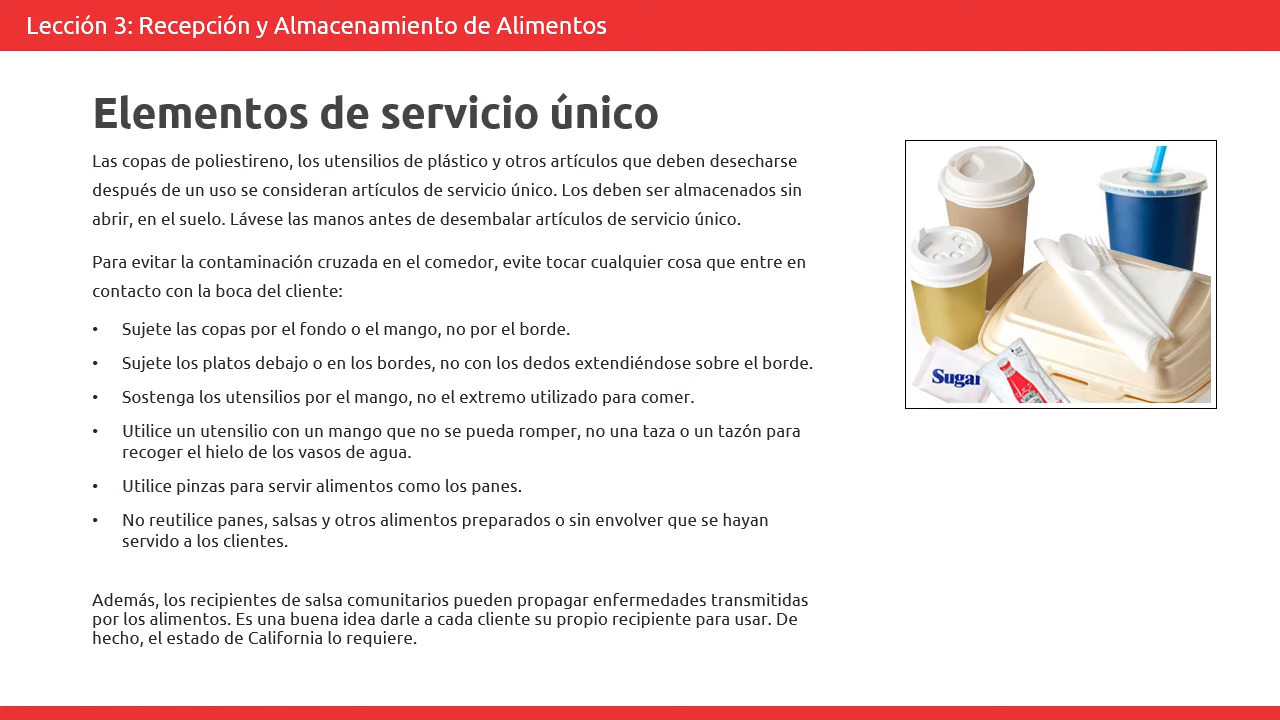 Lección 3: Recepción y Almacenamiento de Alimentos
Elementos de servicio único
Las copas de poliestireno, los utensilios de plástico y otros artículos que deben desecharse
después de un uso se consideran artículos de servicio único. Los deben ser almacenados sin
abrir, en el suelo. Lávese las manos antes de desembalar artículos de servicio único.
Para evitar la contaminación cruzada en el comedor, evite tocar cualquier cosa que entre en
contacto con la boca del cliente:
• Sujete las copas por el fondo o el mango, no por el borde.
• Sujete los platos debajo o en los bordes, no con los dedos extendiéndose sobre el borde.
• Sostenga los utensilios por el mango, no el extremo utilizado para comer.
• Utilice un utensilio con un mango que no se pueda romper, no una taza o un tazón para
recoger el hielo de los vasos de agua.
• Utilice pinzas para servir alimentos como los panes.
• No reutilice panes, salsas y otros alimentos preparados o sin envolver que se hayan
servido a los clientes.
Además, los recipientes de salsa comunitarios pueden propagar enfermedades transmitidas
por los alimentos. Es una buena idea darle a cada cliente su propio recipiente para usar. De
hecho, el estado de California lo requiere.
Sugar